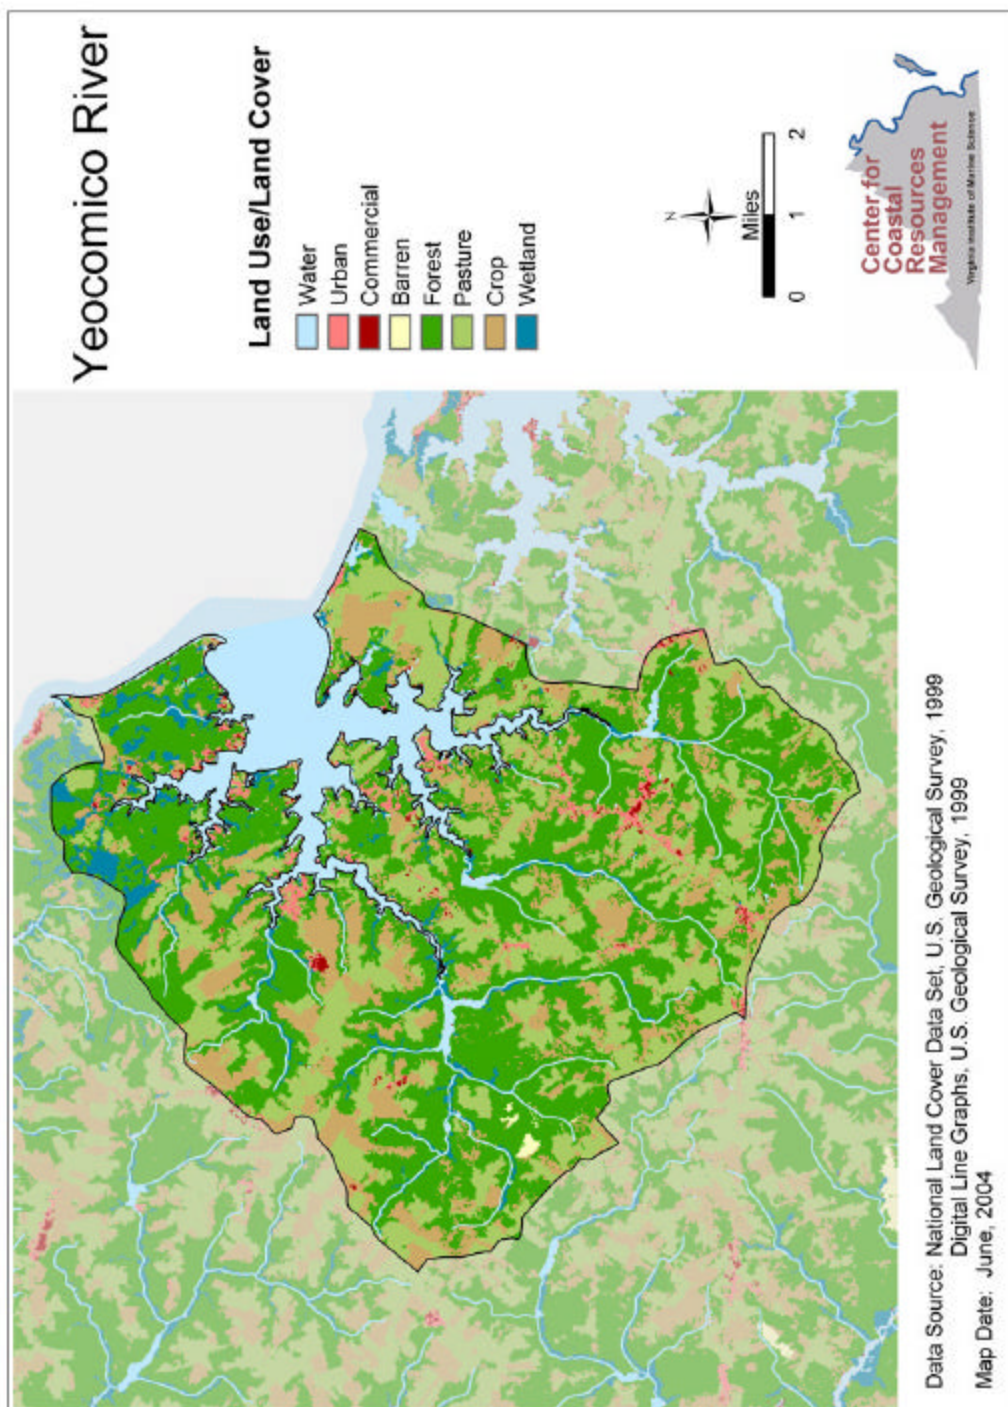 Yeocomico River
Land Use/Land Cover
Water
Urban
Commercial
Barren
Forest
Pasture
Crop
Wetland
N
Miles
0 1 2
Center for
Coastal
Resources
Management
Virginia Institute of Marine Science
Data Source: National Land Cover Data Set, U.S. Geological Survey, 1999
Digital Line Graphs, U.S. Geological Survey, 1999
Map Date: June, 2004